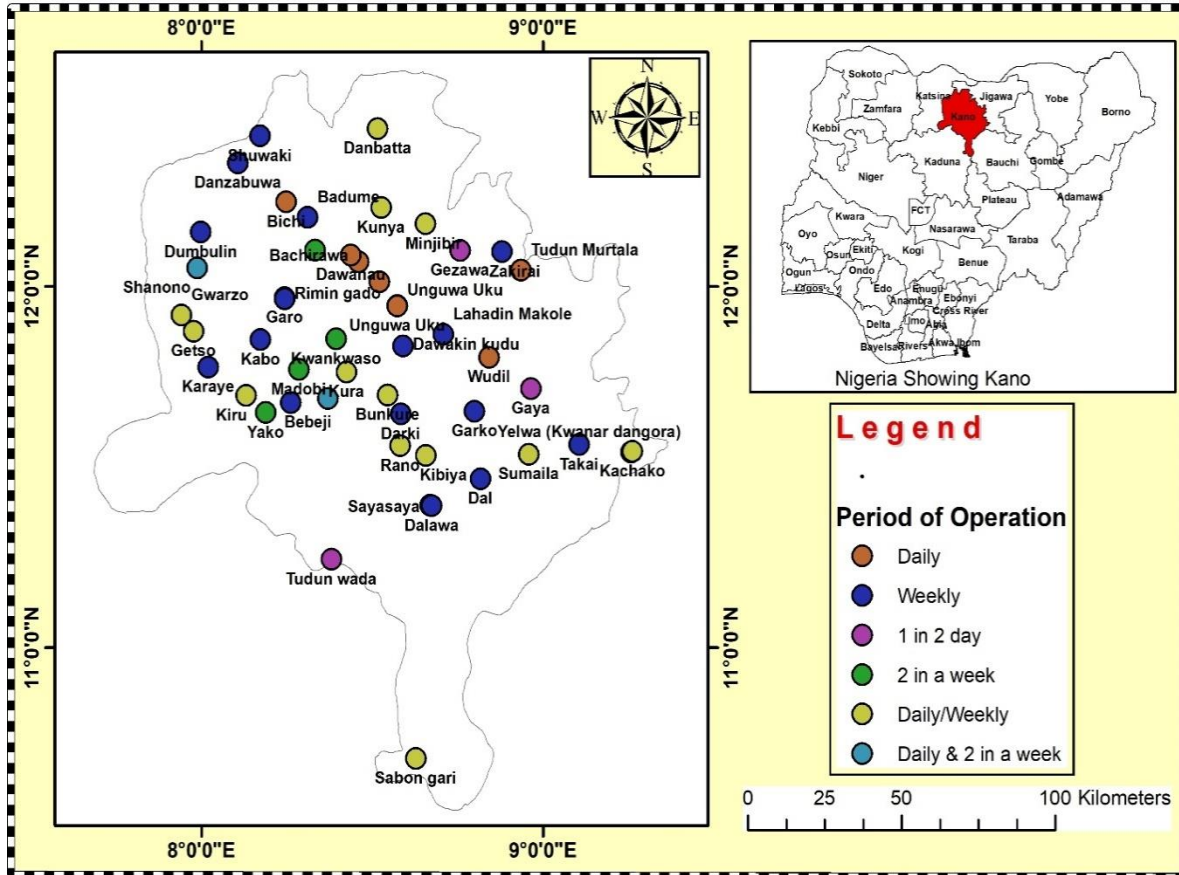 8°0'0"E
9°0'0"E
N
W
E
S
12°0'0"N
11°0'0"N
12°0'0"N
11°0'0"N
8°0'0"E
9°0'0"E
Shuwaki
Danbatta
Danzabuwa
Badume
Bichi
Kunya
Minjibir
Dumbulin
Bachirawa
Tudun Murtala
Gezawa
Zakirai
Dawanau
Shanono
Gwarzo
Rimin gado
Unguwa Uku
Garo
Lahadin Makole
Unguwa Uku
Getso
Kabo
Dawakin kudu
Kwankwaso
Wudil
Karaye
Madobi
Kura
Gaya
Kiru
Bebeji
Bunkure
Yako
Darki
Garko
Yelwa (Kwanar dangora)
Rano
Kibiya
Sumaila
Takai
Kachako
Dal
Sayasaya
Dalawa
Tudun wada
Sabon gari
Sokoto
Katsina
Jigawa
Yobe
Borno
Zamfara
Kano
Kebbi
Kaduna
Bauchi
Gombe
Niger
Adamawa
Plateau
FCT
Kwara
Nasarawa
Taraba
Oyo
Kogi
Osun
Ekiti
Benue
Ogun
Ondo
Lagos
Edo
Enugu
Anambra
Ebonyi
Cross River
Delta
Imo
Abia
Bayelsa
Rivers
Akwa Ibom
Nigeria Showing Kano
Legend
Period of Operation
Daily
Weekly
1 in 2 day
2 in a week
Daily/Weekly
Daily & 2 in a week
0 25 50 100 Kilometers